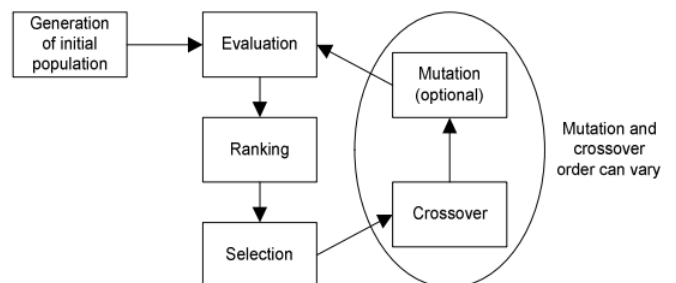 Generation
of initial
population
Evaluation
Mutation
(optional)
Ranking
Mutation and
crossover
order can vary
Crossover
Selection